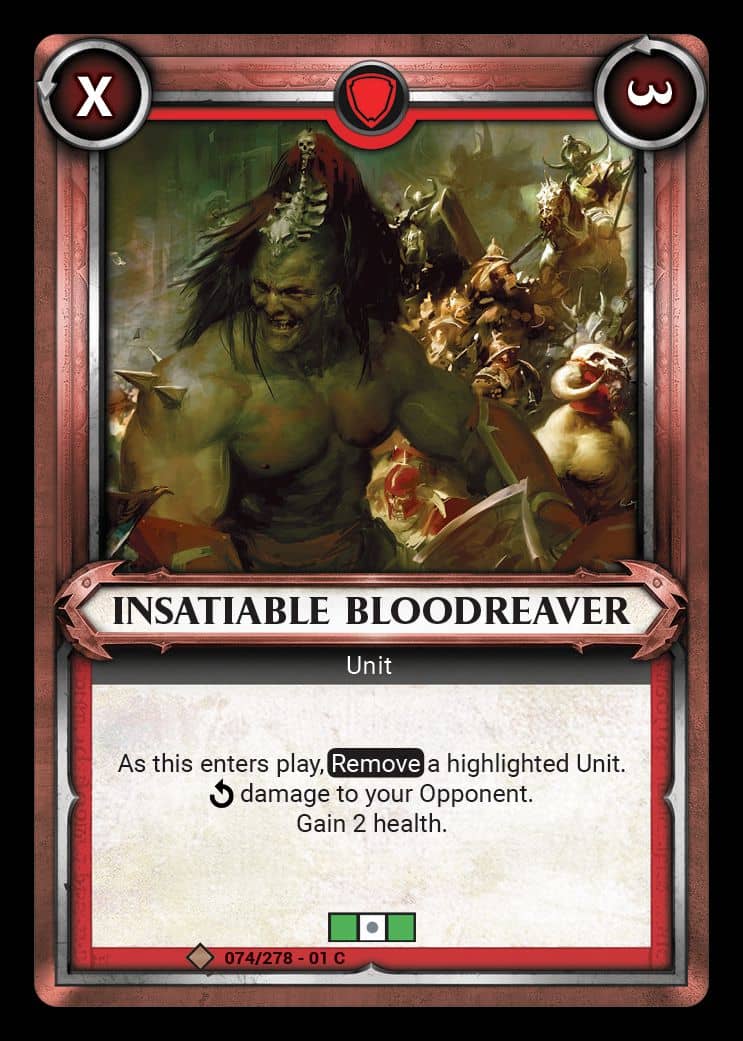 X
3
INSATIABLE BLOODREAVER
Unit
As this enters play, Remove a highlighted Unit.
damage to your Opponent.
Gain 2 health.
074/278 - 01 C